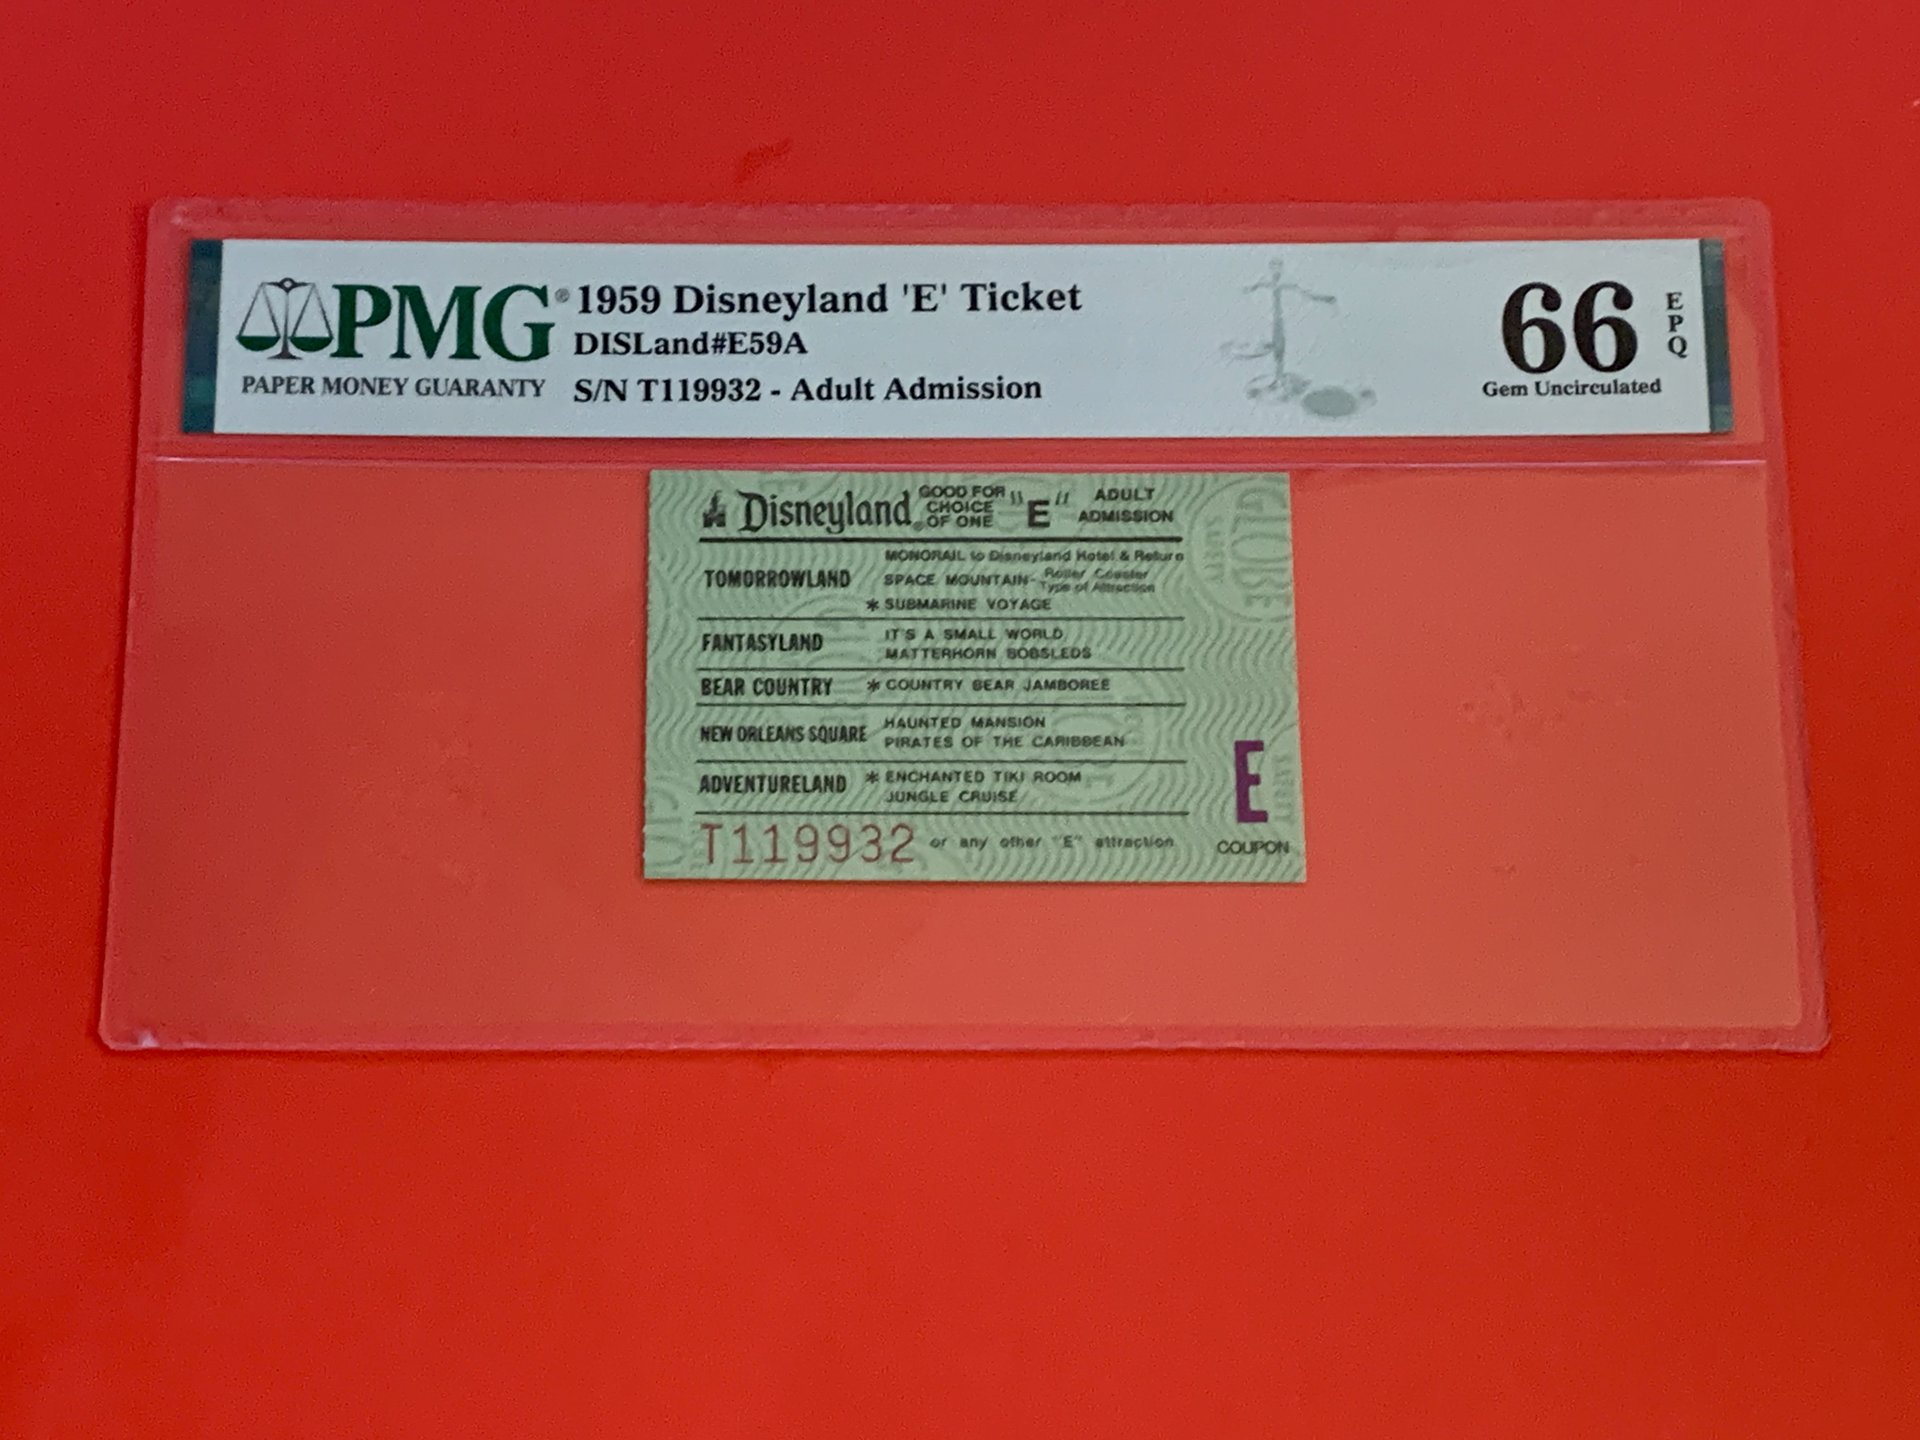 PMG® 1959 Disneyland 'E' Ticket
DISLand#E59A
PAPER MONEY GUARANTY S/N T119932 - Adult Admission
66 EPQ
Gem Uncirculated
Disneyland® GOOD FOR CHOICE OF ONE "E" ADULT ADMISSION
MONORAIL to Disneyland Hotel & Return
TOMORROWLAND SPACE MOUNTAIN- Roller Coaster Type of Attraction
* SUBMARINE VOYAGE
FANTASYLAND IT'S A SMALL WORLD
MATTERHORN BOBSLEDS
BEAR COUNTRY * COUNTRY BEAR JAMBOREE
NEW ORLEANS SQUARE HAUNTED MANSION
PIRATES OF THE CARIBBEAN
ADVENTURELAND * ENCHANTED TIKI ROOM
JUNGLE CRUISE
T119932 or any other "E" attraction
E
COUPON
GLOBE
SAFETY